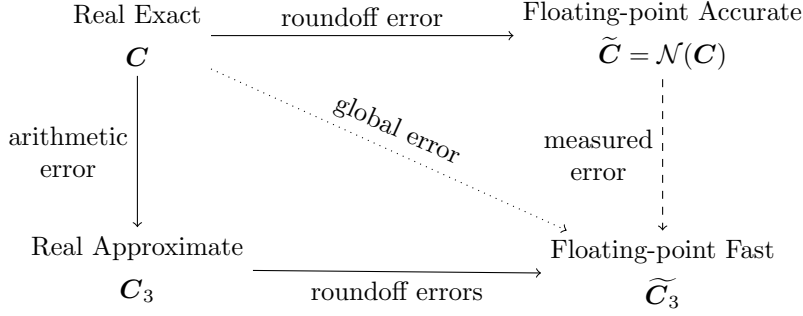 Real Exact
roundoff error
Floating-point Accurate
C
C̃ = 𝒩(C)
global error
arithmetic
error
measured
error
Real Approximate
Floating-point Fast
C₃
roundoff errors
C̃₃